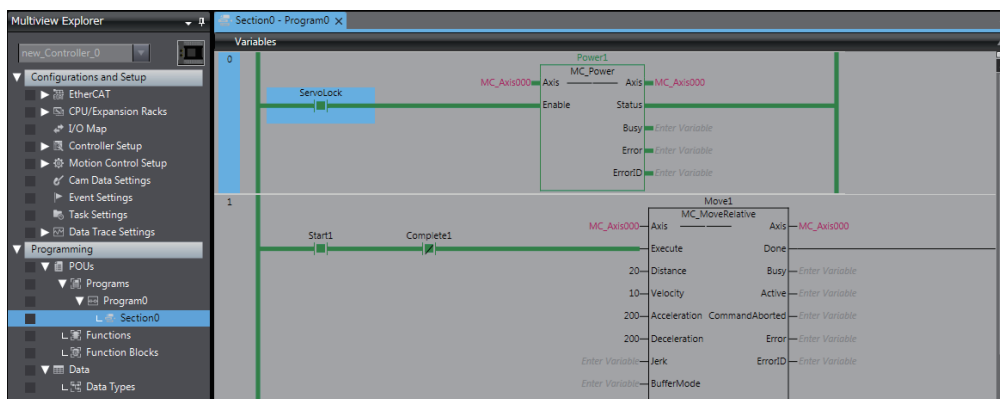 Multiview Explorer
new_Controller_0
Configurations and Setup
EtherCAT
CPU/Expansion Racks
I/O Map
Controller Setup
Motion Control Setup
Cam Data Settings
Event Settings
Task Settings
Data Trace Settings
Programming
POUs
Programs
Program0
Section0
Functions
Function Blocks
Data
Data Types
Section0 - Program0
Variables
0
Power1
MC_Power
MC_Axis000 Axis Axis MC_Axis000
ServoLock
Enable Status
Busy Enter Variable
Error Enter Variable
ErrorID Enter Variable
1
Move1
MC_MoveRelative
MC_Axis000 Axis Axis MC_Axis000
Start1 Complete1
Execute Done
20 Distance Busy Enter Variable
10 Velocity Active Enter Variable
200 Acceleration CommandAborted Enter Variable
200 Deceleration Error Enter Variable
Enter Variable Jerk ErrorID Enter Variable
Enter Variable BufferMode